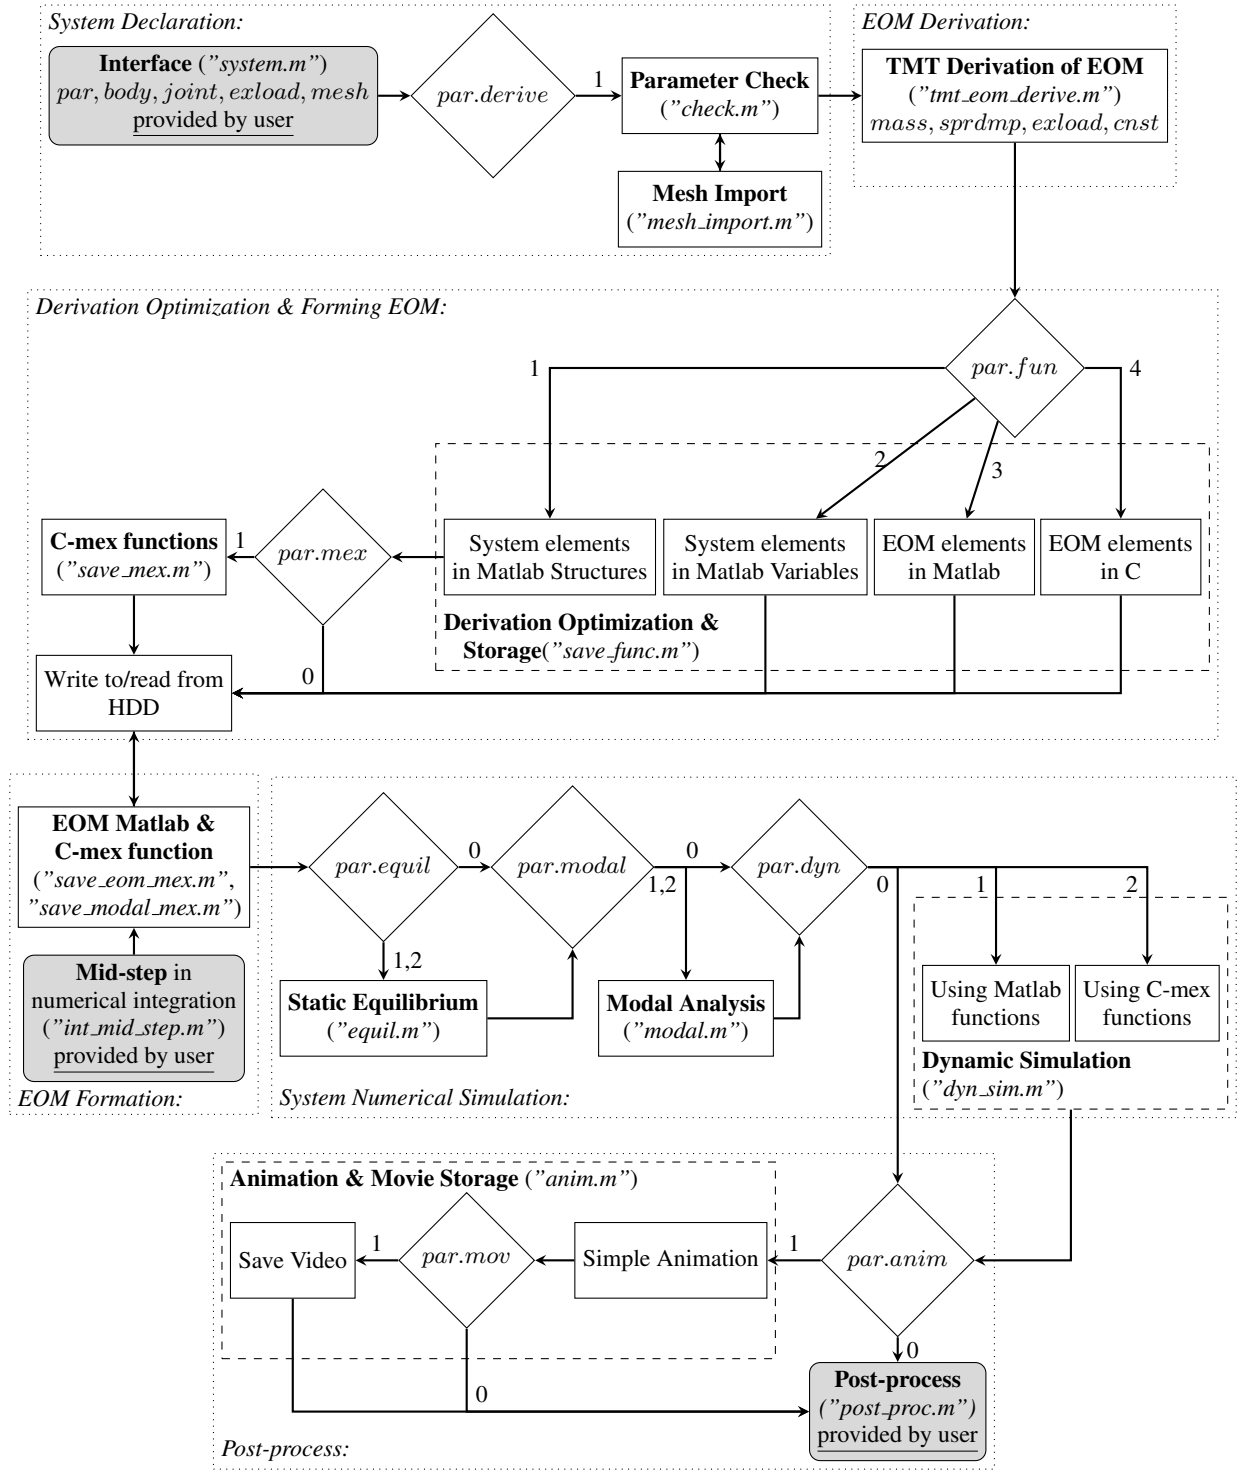 System Declaration:
Interface ("system.m")
par, body, joint, exload, mesh
provided by user
par.derive
1
Parameter Check
("check.m")
Mesh Import
("mesh_import.m")
EOM Derivation:
TMT Derivation of EOM
("tmt_eom_derive.m")
mass, sprdmp, exload, cnst
Derivation Optimization & Forming EOM:
par.fun
1
2
3
4
System elements
in Matlab Structures
System elements
in Matlab Variables
EOM elements
in Matlab
EOM elements
in C
Derivation Optimization &
Storage("save_func.m")
par.mex
1
0
C-mex functions
("save_mex.m")
Write to/read from
HDD
EOM Matlab &
C-mex function
("save_eom_mex.m",
"save_modal_mex.m")
Mid-step in
numerical integration
("int_mid_step.m")
provided by user
EOM Formation:
par.equil
0
1,2
Static Equilibrium
("equil.m")
par.modal
0
1,2
Modal Analysis
("modal.m")
par.dyn
0
1
2
Using Matlab
functions
Using C-mex
functions
Dynamic Simulation
("dyn_sim.m")
System Numerical Simulation:
Animation & Movie Storage ("anim.m")
Save Video
1
par.mov
Simple Animation
1
par.anim
0
0
Post-process
("post_proc.m")
provided by user
Post-process: